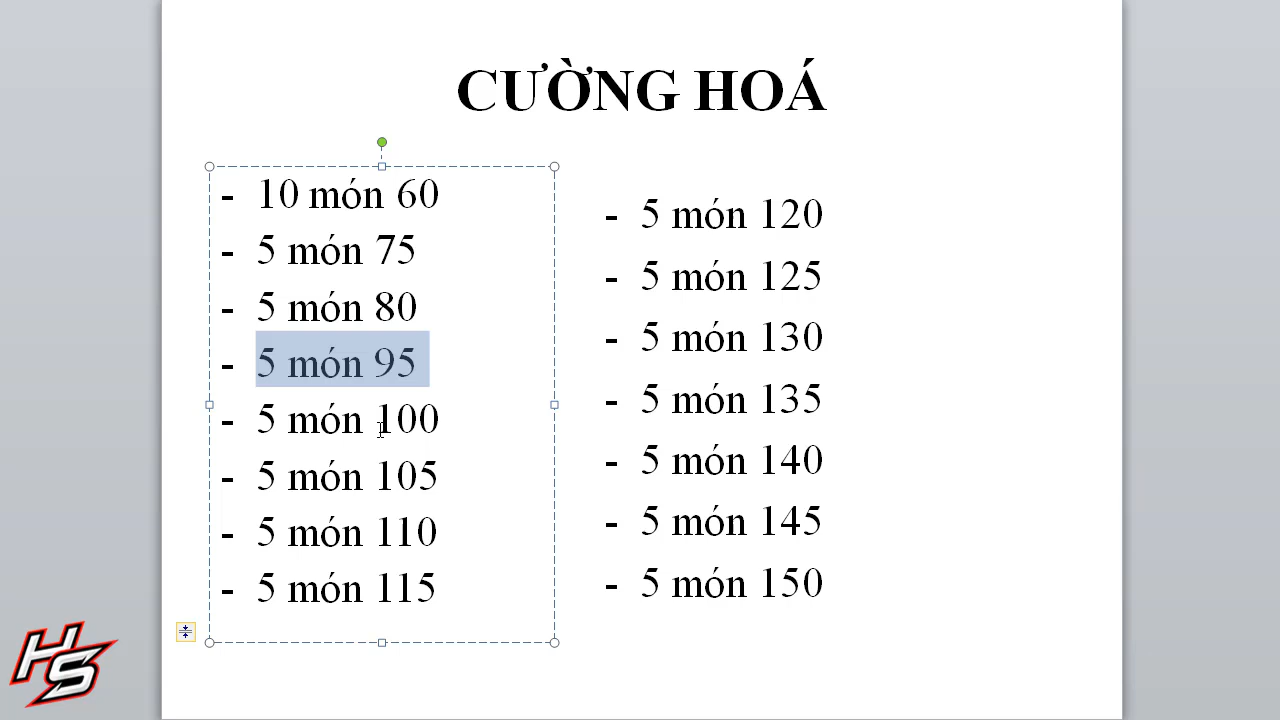 CƯỜNG HOÁ
- 10 món 60
- 5 món 75
- 5 món 80
- 5 món 95
- 5 món 100
- 5 món 105
- 5 món 110
- 5 món 115
- 5 món 120
- 5 món 125
- 5 món 130
- 5 món 135
- 5 món 140
- 5 món 145
- 5 món 150
HS